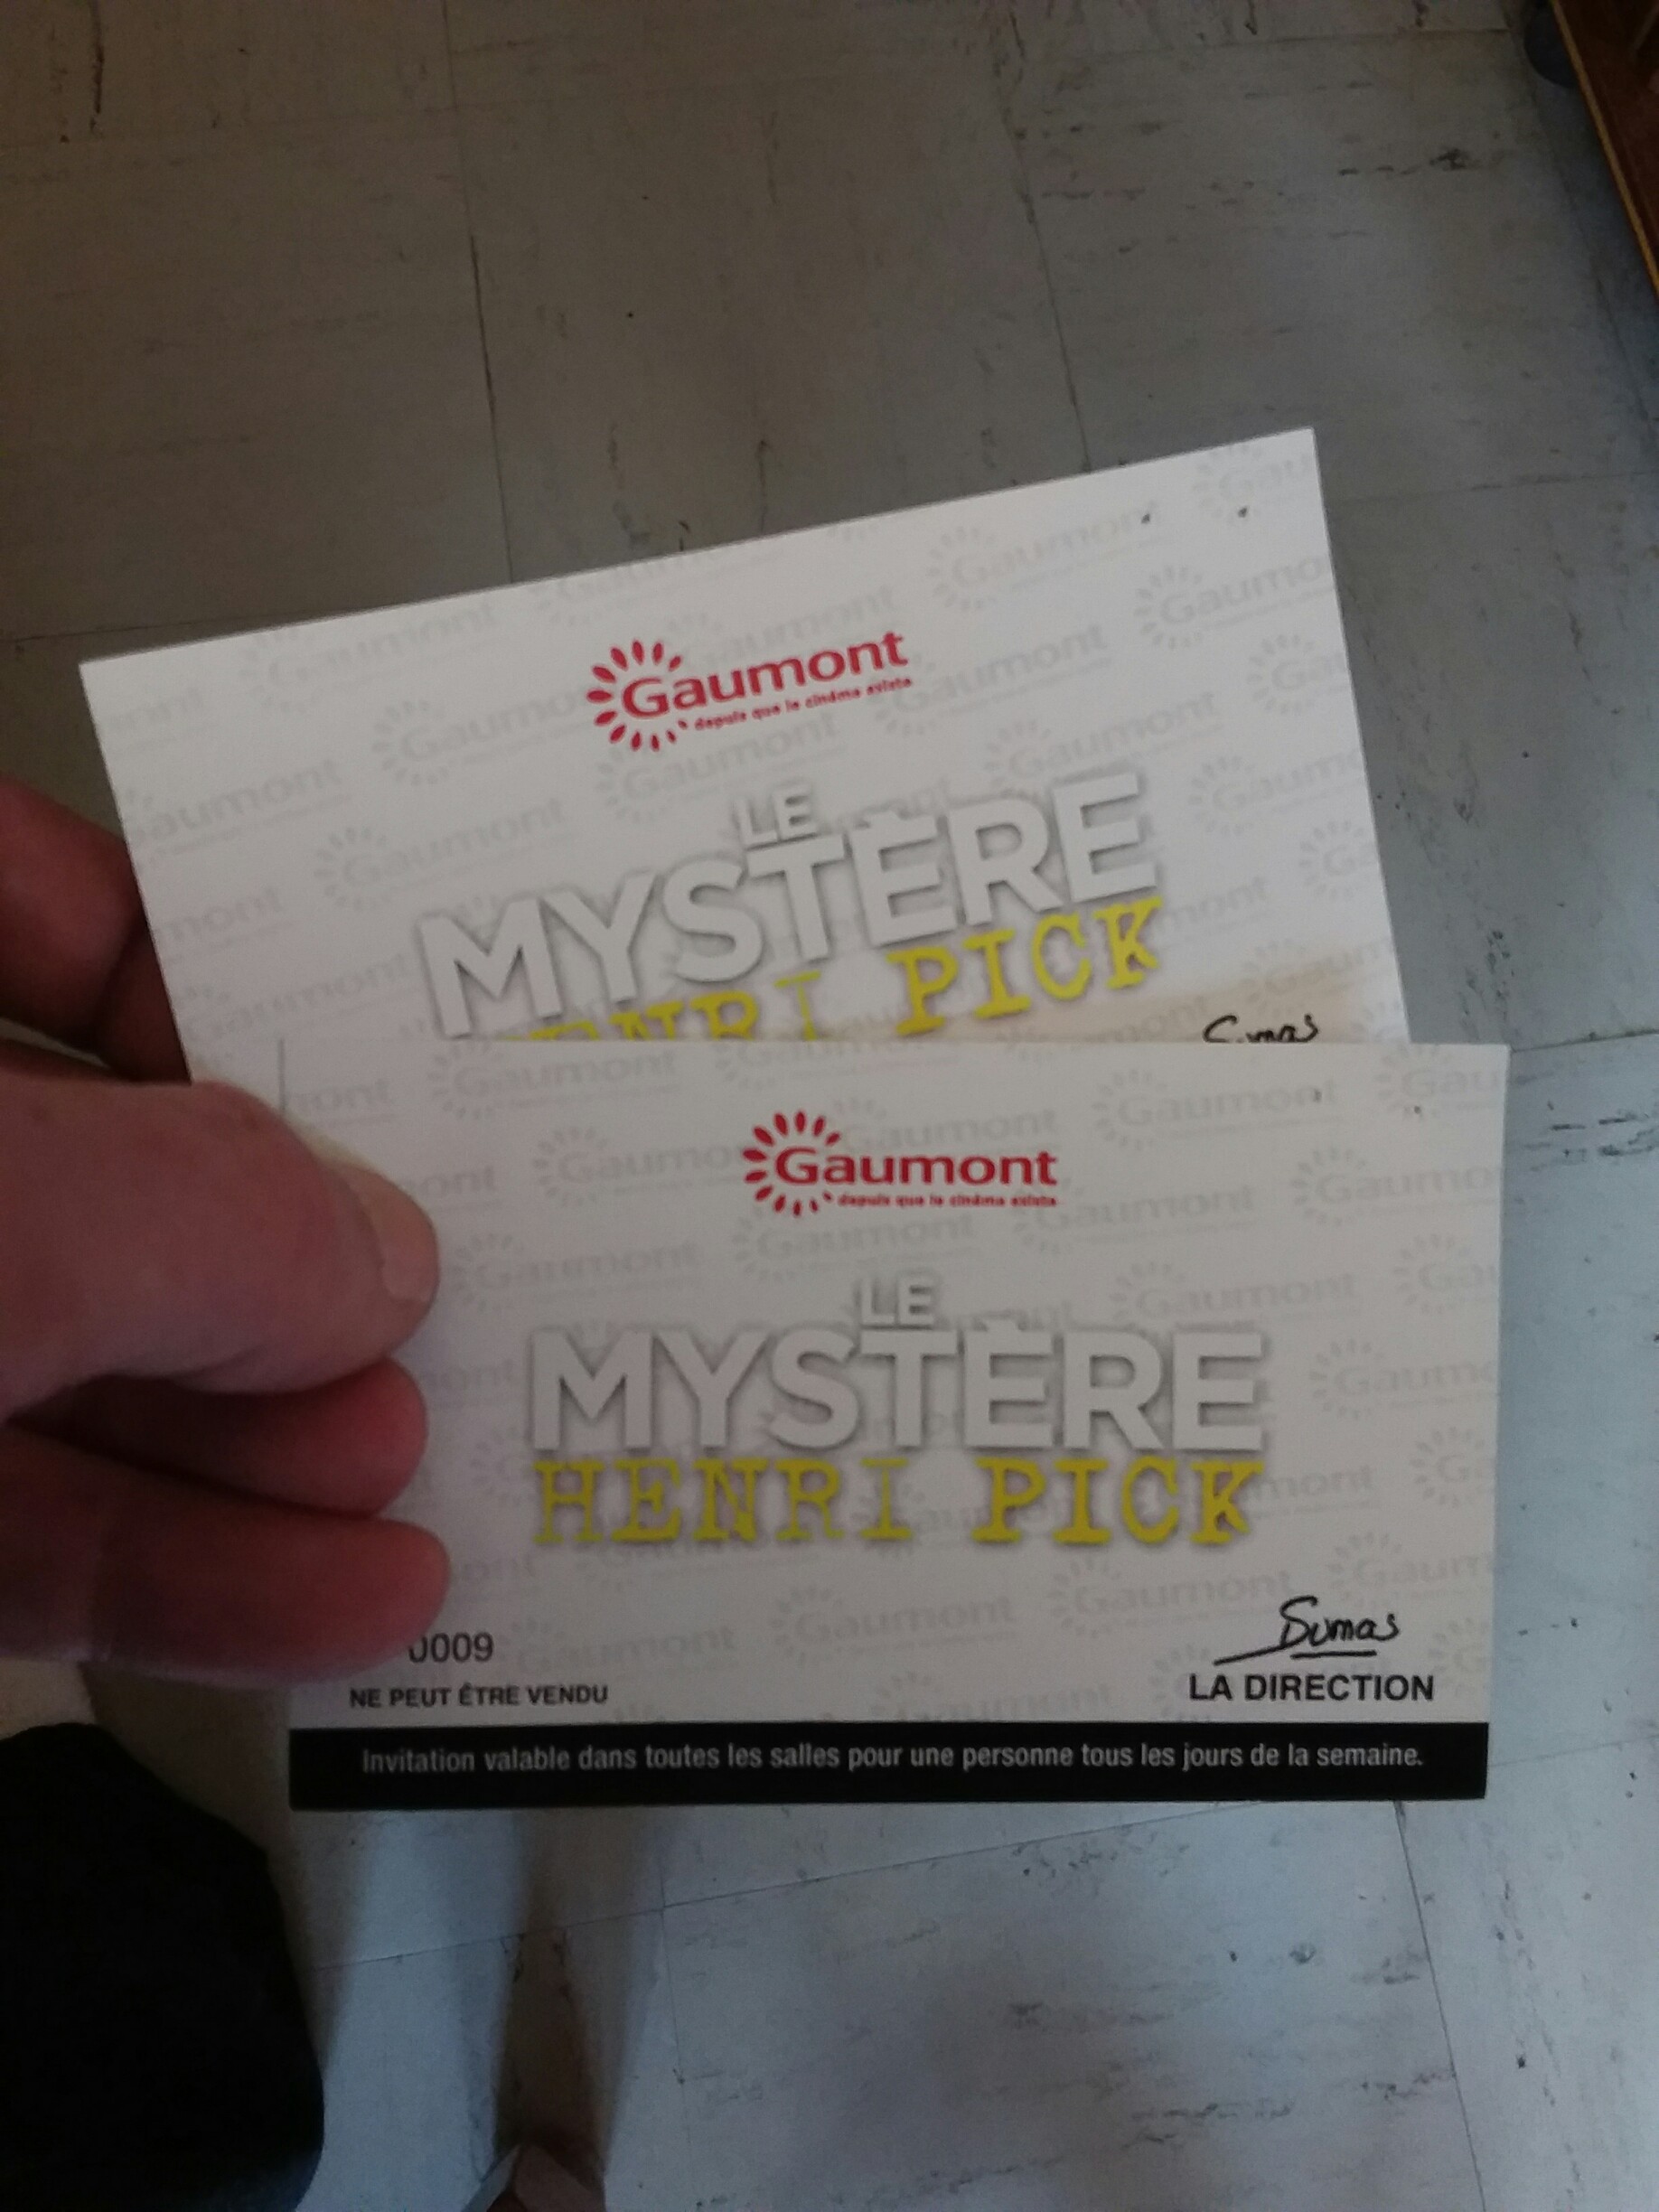 Gaumont
depuis que le cinéma existe
LE
MYSTÈRE
HENRI PICK
Gaumont
depuis que le cinéma existe
LE
MYSTÈRE
HENRI PICK
0009
Dumas
NE PEUT ÊTRE VENDU
LA DIRECTION
Invitation valable dans toutes les salles pour une personne tous les jours de la semaine.